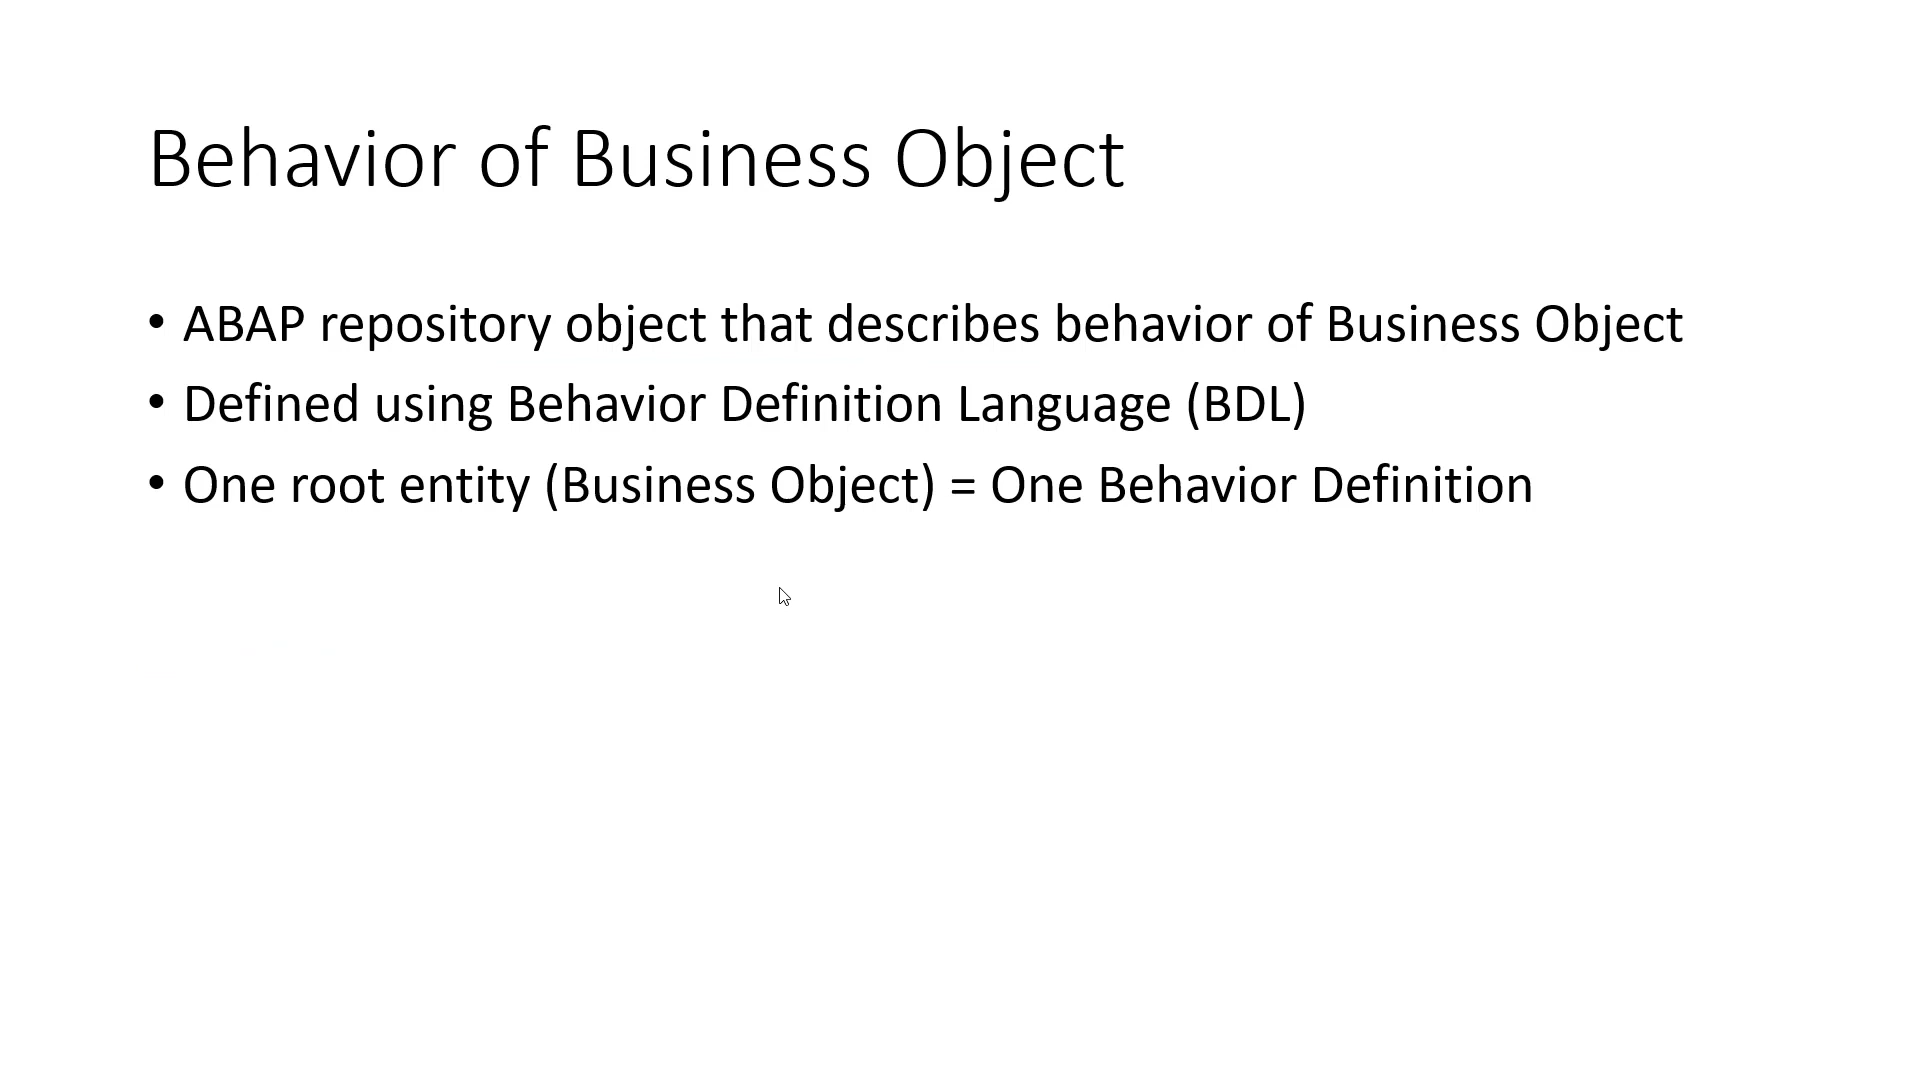 Behavior of Business Object
• ABAP repository object that describes behavior of Business Object
• Defined using Behavior Definition Language (BDL)
• One root entity (Business Object) = One Behavior Definition